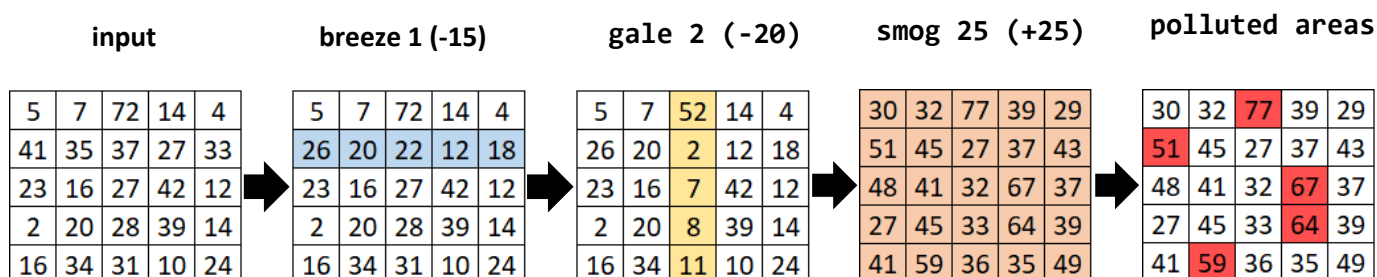 input breeze 1 (-15) gale 2 (-20) smog 25 (+25) polluted areas
5 7 72 14 4 5 7 72 14 4 5 7 52 14 4 30 32 77 39 29 30 32 77 39 29
41 35 37 27 33 26 20 22 12 18 26 20 2 12 18 51 45 27 37 43 51 45 27 37 43
23 16 27 42 12 23 16 27 42 12 23 16 7 42 12 48 41 32 67 37 48 41 32 67 37
2 20 28 39 14 2 20 28 39 14 2 20 8 39 14 27 45 33 64 39 27 45 33 64 39
16 34 31 10 24 16 34 31 10 24 16 34 11 10 24 41 59 36 35 49 41 59 36 35 49